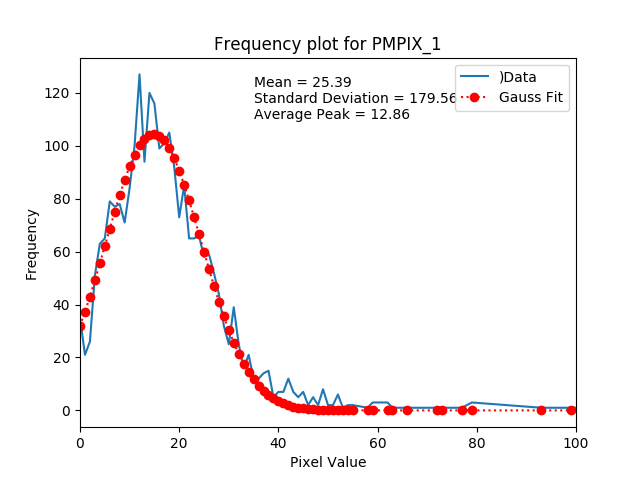 Frequency plot for PMPIX_1
Mean = 25.39
Standard Deviation = 179.56
Average Peak = 12.86
)Data
Gauss Fit
Frequency
120
100
80
60
40
20
0
0 20 40 60 80 100
Pixel Value